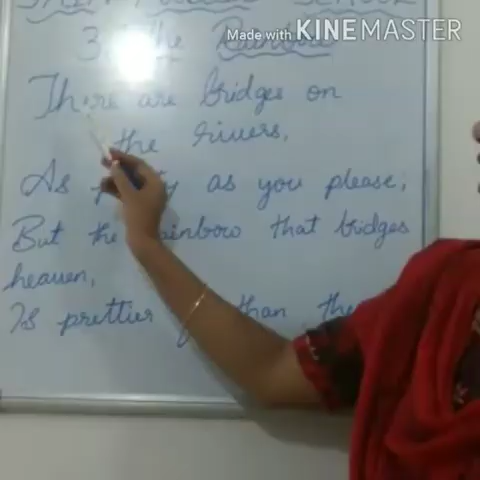 Made with KINEMASTER
3. The Rainbow
There are bridges on
the rivers,
As pretty as you please,
But the rainbow that bridges
heaven,
Is prettier than the